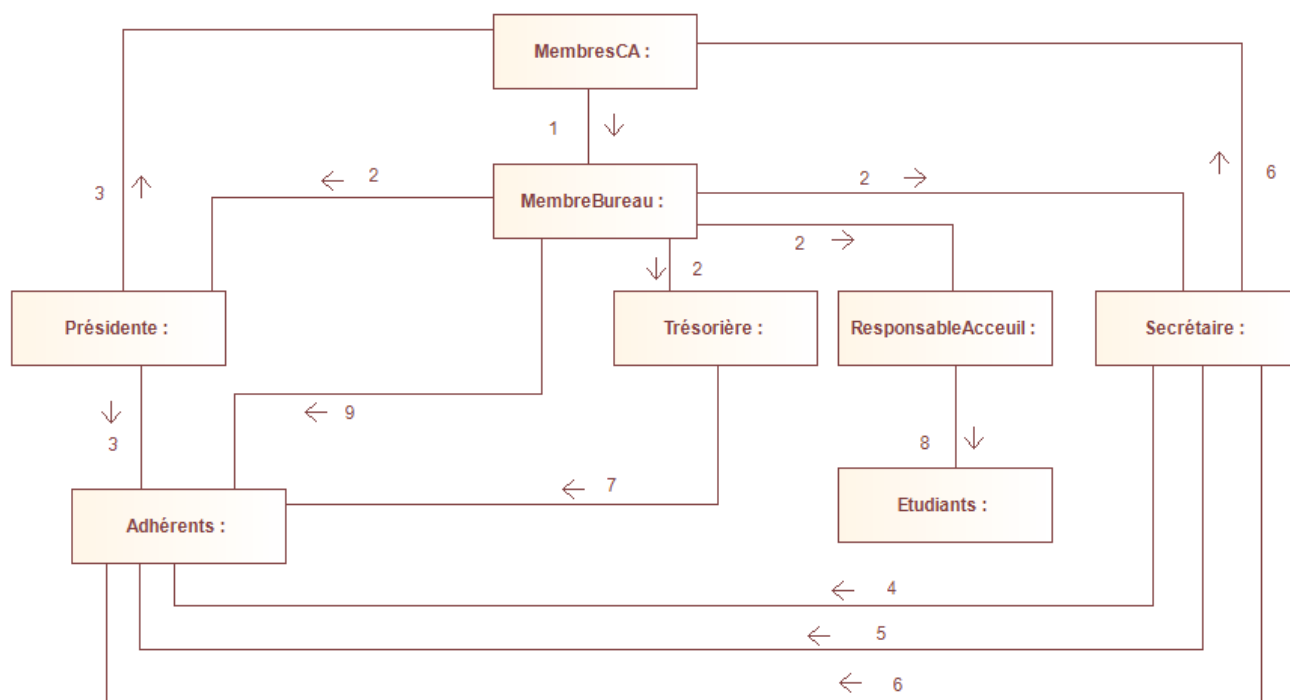 MembresCA :
1
3
6
2
2
MembreBureau :
2
2
Présidente :
Trésorière :
ResponsableAcceuil :
Secrétaire :
9
3
8
7
Adhérents :
Etudiants :
4
5
6